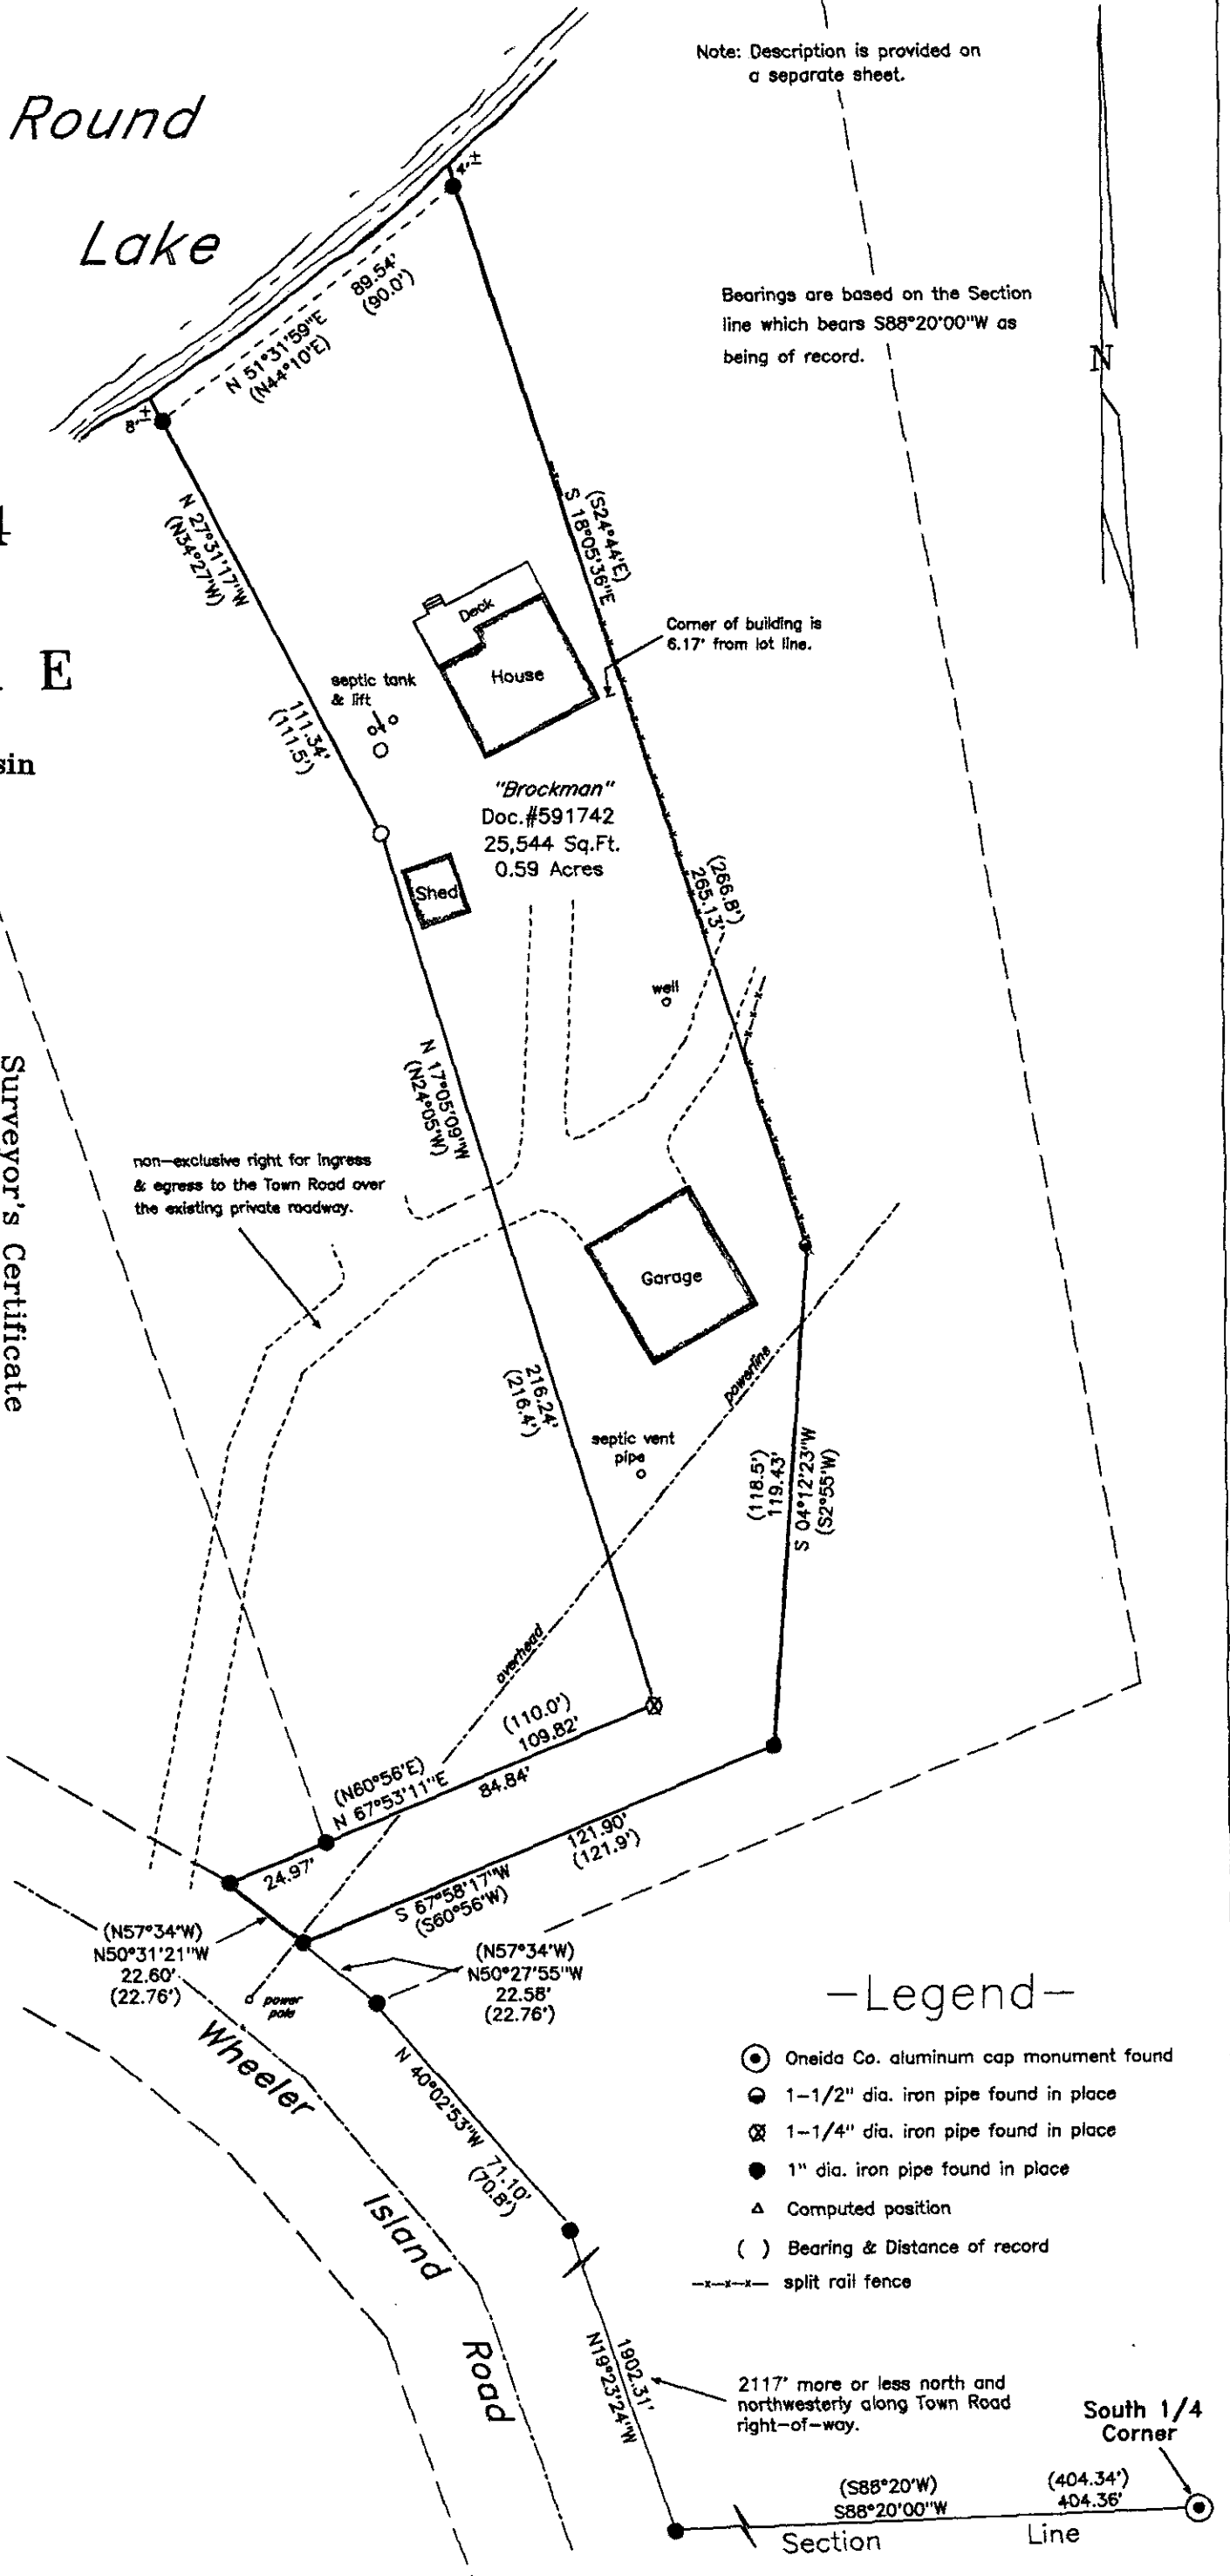 Note: Description is provided on
a separate sheet.
Round
Lake
4'±
89.54'
(90.0')
N 51°31'59"E
(N44°10'E)
Bearings are based on the Section
line which bears S88°20'00"W as
being of record.
N
8'±
4
N 27°31'17"W
(N34°27'W)
(S24°44'E)
S 18°05'36"E
Deck
House
Corner of building is
6.17' from lot line.
E
septic tank
& lift
111.34'
(111.5')
sin
"Brockman"
Doc.#591742
25,544 Sq.Ft.
0.59 Acres
Shed
(266.8')
265.13'
well
N 17°05'09"W
(N24°05'W)
Surveyor's Certificate
non-exclusive right for ingress
& egress to the Town Road over
the existing private roadway.
Garage
powerline
216.24'
(216.4')
septic vent
pipe
(118.5')
119.43'
S 04°12'23"W
(S2°55'W)
overhead
(110.0')
109.82'
(N60°56'E)
N 67°53'11"E
84.84'
24.97'
121.90'
(121.9')
S 67°58'17"W
(S60°56'W)
(N57°34'W)
N50°31'21"W
22.60'
(22.76')
(N57°34'W)
N50°27'55"W
22.58'
(22.76')
power
pole
Wheeler
Island
Road
N 40°02'53"W
71.10'
(70.8')
-Legend-
Oneida Co. aluminum cap monument found
1-1/2" dia. iron pipe found in place
1-1/4" dia. iron pipe found in place
1" dia. iron pipe found in place
Computed position
( ) Bearing & Distance of record
-x-x-x- split rail fence
1902.31'
N19°23'24"W
2117' more or less north and
northwesterly along Town Road
right-of-way.
South 1/4
Corner
(S88°20'W)
S88°20'00"W
(404.34')
404.36'
Section Line